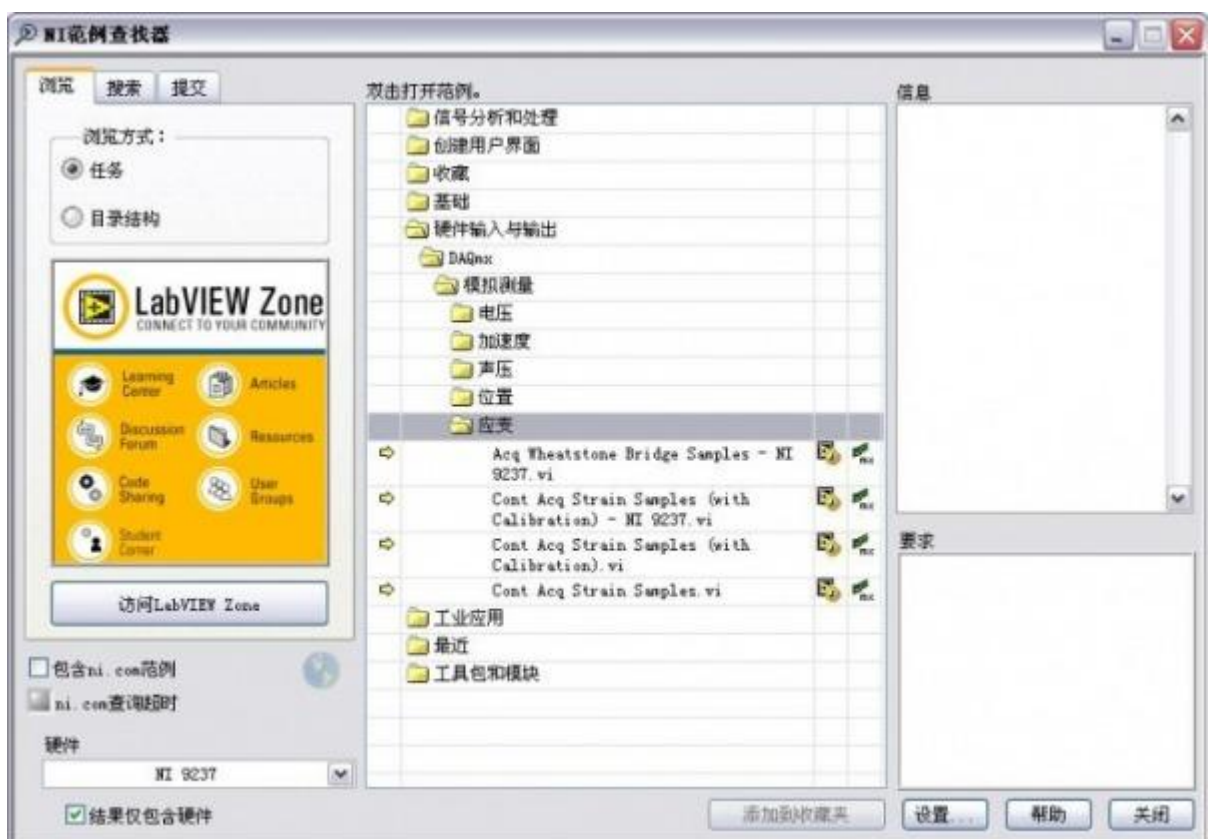 NI范例查找器
浏览
搜索
提交
浏览方式：
任务
目录结构
LabVIEW Zone
CONNECT TO YOUR COMMUNITY
Learning Center
Articles
Discussion Forum
Resources
Code Sharing
User Groups
Student Corner
访问LabVIEW Zone
包含ni.com范例
ni.com查询超时
硬件
NI 9237
结果仅包含硬件
双击打开范例。
信号分析和处理
创建用户界面
收藏
基础
硬件输入与输出
DAQmx
模拟测量
电压
加速度
声压
位置
应变
Acq Wheatstone Bridge Samples - NI
9237.vi
Cont Acq Strain Samples (with
Calibration) - NI 9237.vi
Cont Acq Strain Samples (with
Calibration).vi
Cont Acq Strain Samples.vi
工业应用
最近
工具包和模块
添加到收藏夹
信息
要求
设置...
帮助
关闭